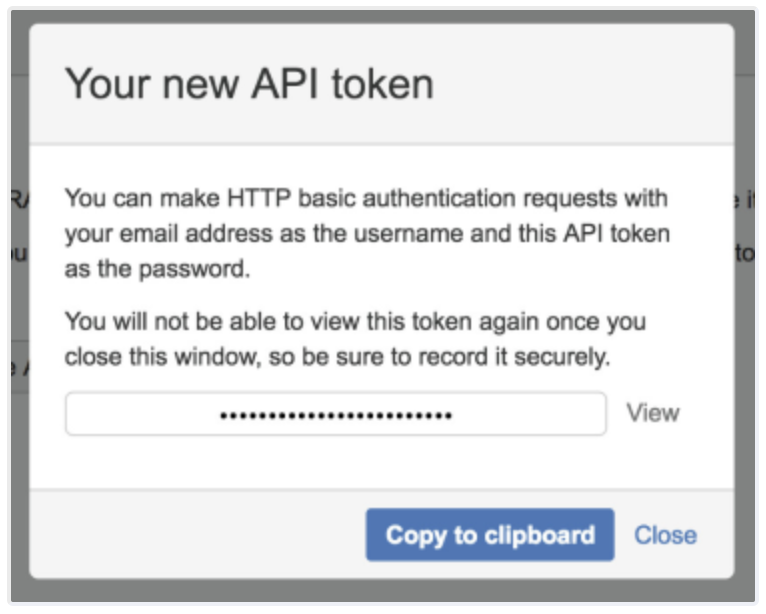 Your new API token
You can make HTTP basic authentication requests with
your email address as the username and this API token
as the password.
You will not be able to view this token again once you
close this window, so be sure to record it securely.
•••••••••••••••••••••••• View
Copy to clipboard Close